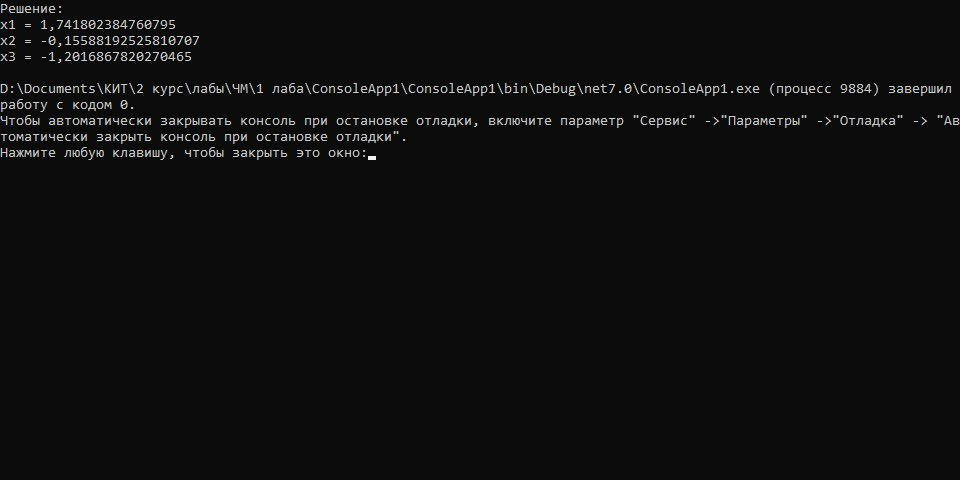 Решение:
x1 = 1,741802384760795
x2 = -0,15588192525810707
x3 = -1,2016867820270465
D:\Documents\КИТ\2 курс\лабы\ЧМ\1 лаба\ConsoleApp1\ConsoleApp1\bin\Debug\net7.0\ConsoleApp1.exe (процесс 9884) завершил
работу с кодом 0.
Чтобы автоматически закрывать консоль при остановке отладки, включите параметр "Сервис" ->"Параметры" ->"Отладка" -> "Ав
томатически закрыть консоль при остановке отладки".
Нажмите любую клавишу, чтобы закрыть это окно: